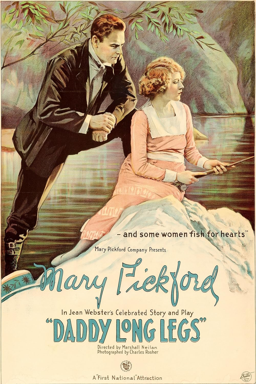 - and some women fish for hearts"
Mary Pickford Company Presents
Mary Pickford
In Jean Webster's Celebrated Story and Play
"DADDY LONG LEGS"
Directed by Marshall Neilan
Photographed by Charles Rosher
A First National Attraction